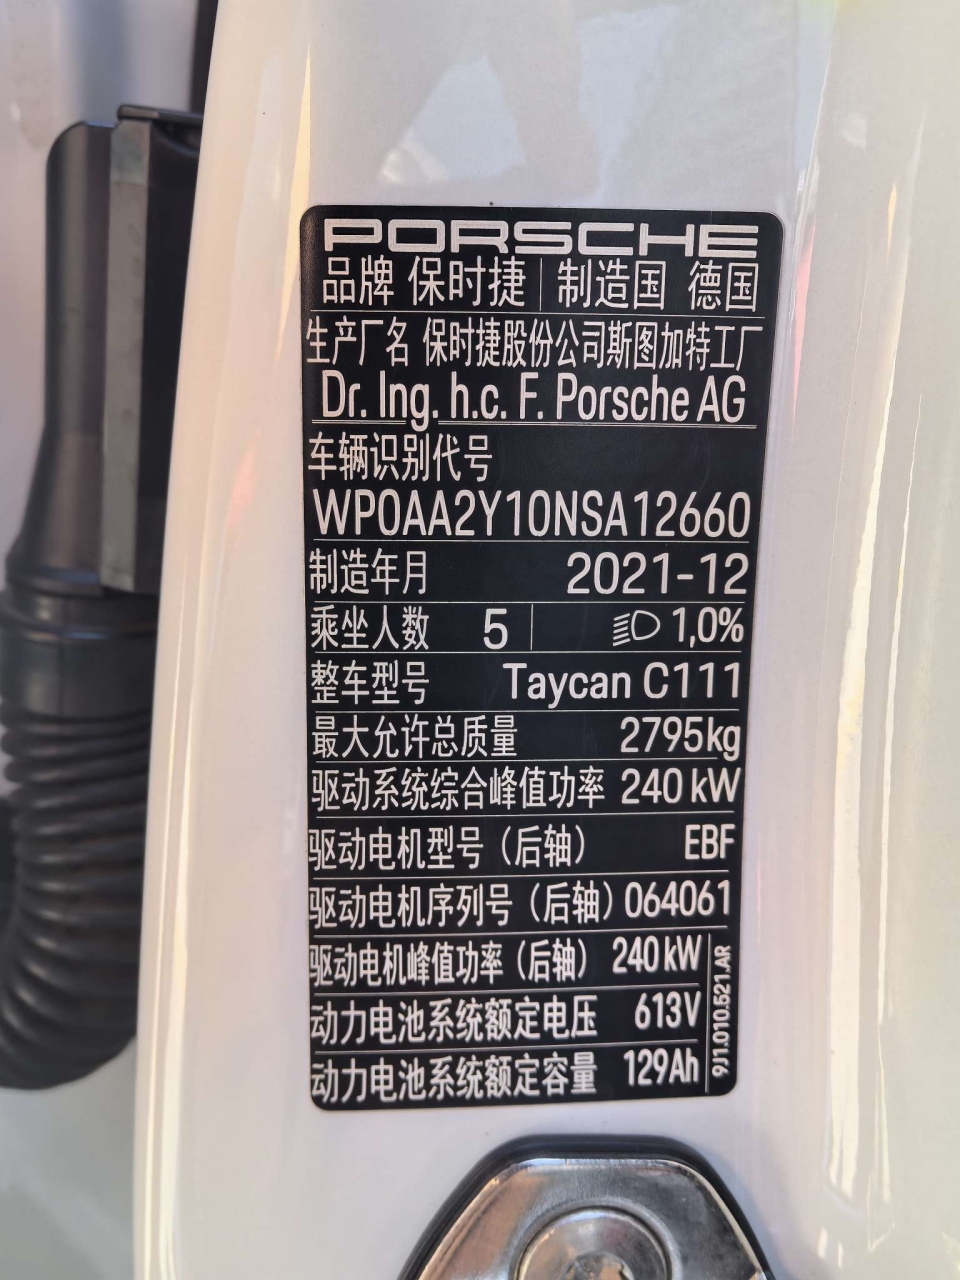 PORSCHE
品牌 保时捷 制造国 德国
生产厂名 保时捷股份公司斯图加特工厂
Dr. Ing. h.c. F. Porsche AG
车辆识别代号
WP0AA2Y10NSA12660
制造年月 2021-12
乘坐人数 5 1,0%
整车型号 Taycan C111
最大允许总质量 2795kg
驱动系统综合峰值功率 240 kW
驱动电机型号（后轴） EBF
驱动电机序列号（后轴）064061
驱动电机峰值功率（后轴） 240 kW
动力电池系统额定电压 613V
动力电池系统额定容量 129Ah
9J1.010.521.AR